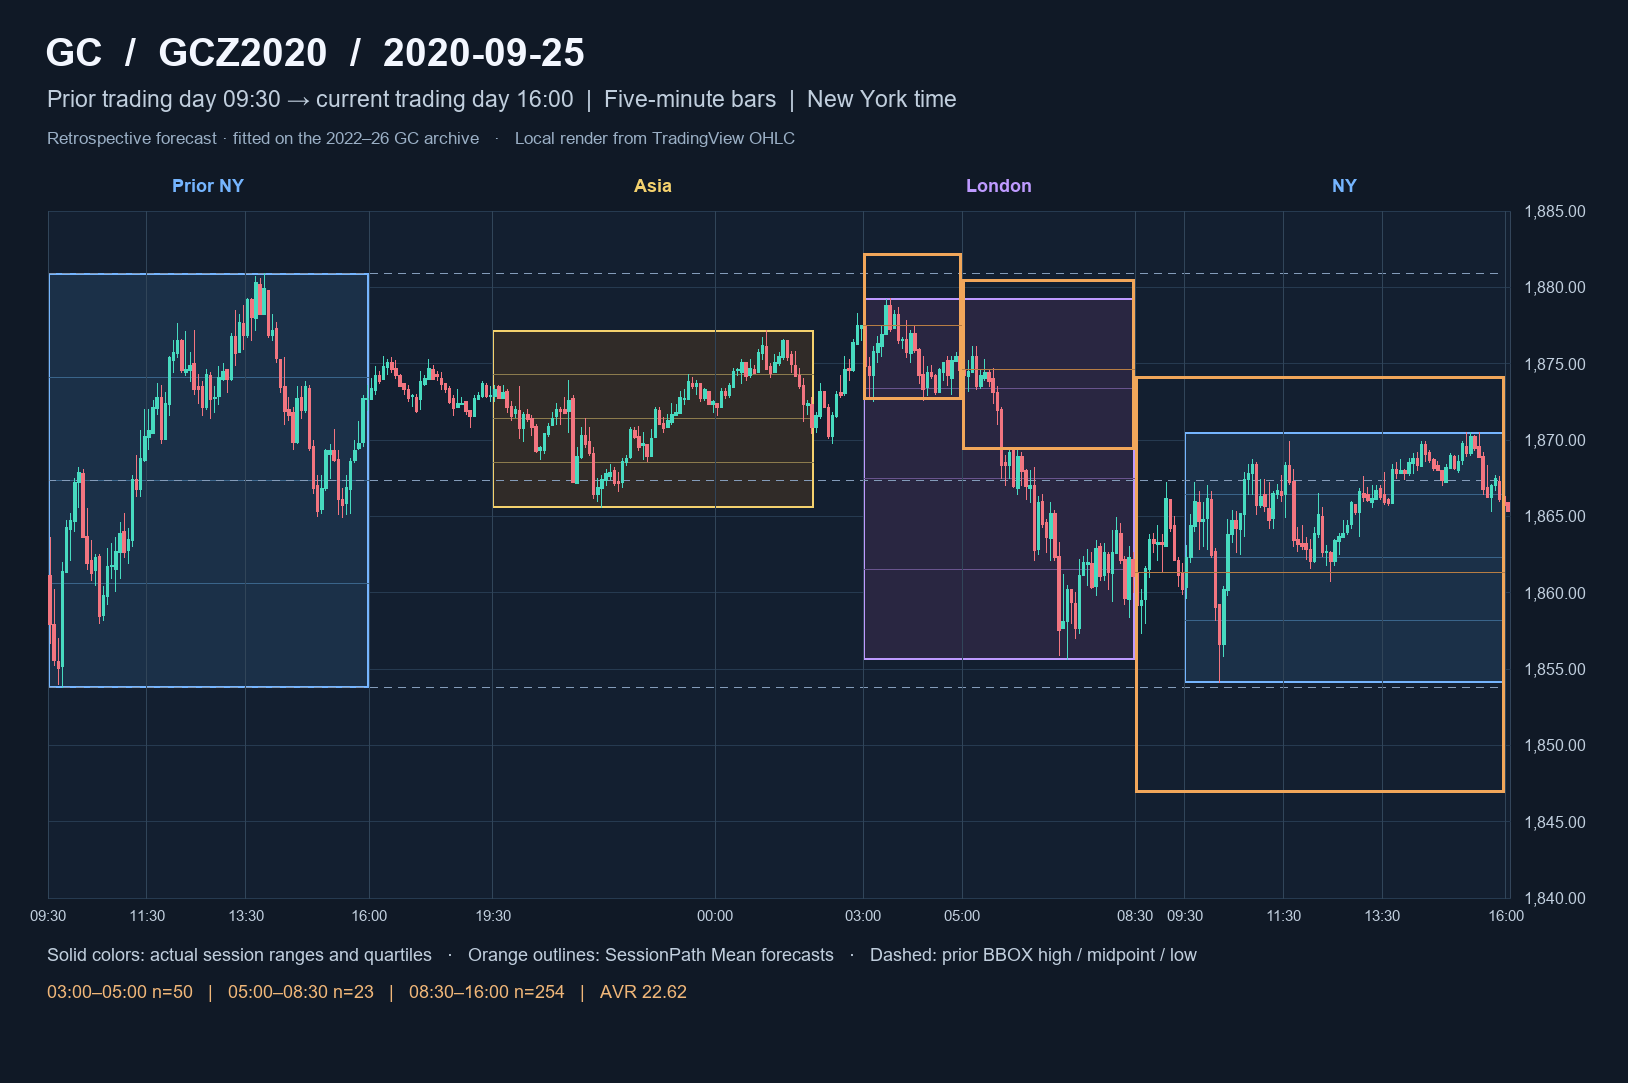 GC / GCZ2020 / 2020-09-25
Prior trading day 09:30 → current trading day 16:00 | Five-minute bars | New York time
Retrospective forecast · fitted on the 2022–26 GC archive · Local render from TradingView OHLC
Prior NY
Asia
London
NY
1,885.00
1,880.00
1,875.00
1,870.00
1,865.00
1,860.00
1,855.00
1,850.00
1,845.00
1,840.00
09:30 11:30 13:30 16:00 19:30 00:00 03:00 05:00 08:30 09:30 11:30 13:30 16:00
Solid colors: actual session ranges and quartiles · Orange outlines: SessionPath Mean forecasts · Dashed: prior BBOX high / midpoint / low
03:00–05:00 n=50 | 05:00–08:30 n=23 | 08:30–16:00 n=254 | AVR 22.62